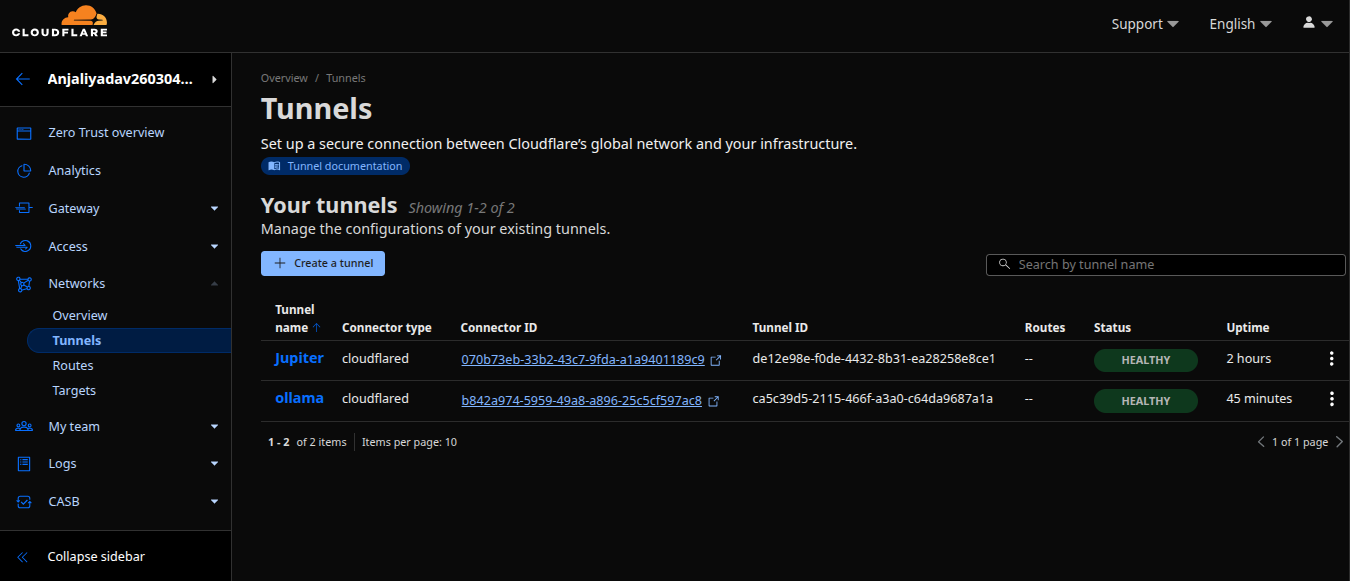 CLOUDFLARE
Support
English
Anjaliyadav260304...
Zero Trust overview
Analytics
Gateway
Access
Networks
Overview
Tunnels
Routes
Targets
My team
Logs
CASB
Collapse sidebar
Overview / Tunnels
Tunnels
Set up a secure connection between Cloudflare's global network and your infrastructure.
Tunnel documentation
Your tunnels Showing 1-2 of 2
Manage the configurations of your existing tunnels.
+ Create a tunnel
Search by tunnel name
Tunnel name ↑ Connector type Connector ID Tunnel ID Routes Status Uptime
Jupiter cloudflared 070b73eb-33b2-43c7-9fda-a1a9401189c9 de12e98e-f0de-4432-8b31-ea28258e8ce1 -- HEALTHY 2 hours
ollama cloudflared b842a974-5959-49a8-a896-25c5cf597ac8 ca5c39d5-2115-466f-a3a0-c64da9687a1a -- HEALTHY 45 minutes
1 - 2 of 2 items Items per page: 10
1 of 1 page